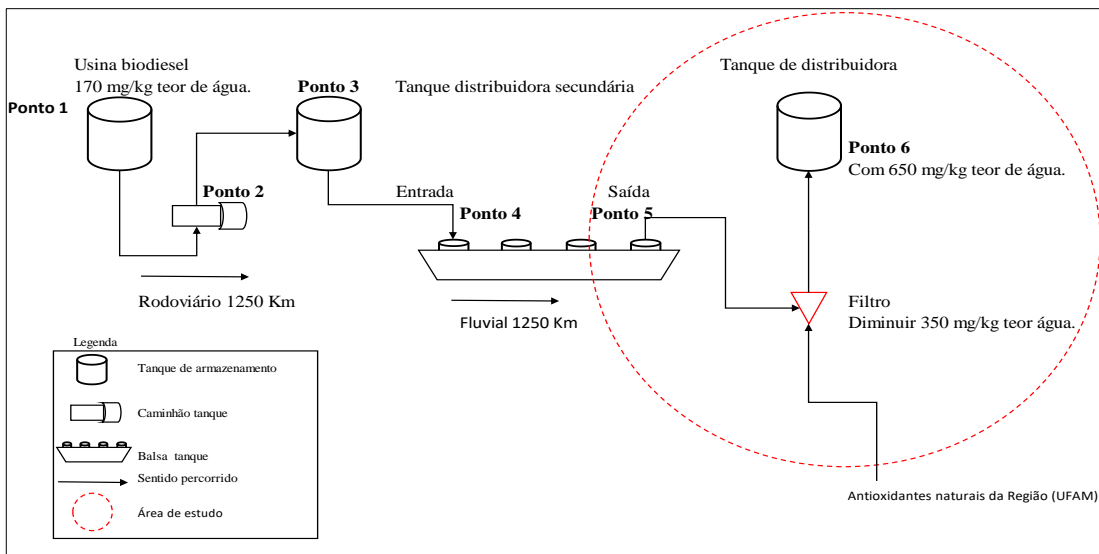 Usina biodiesel
170 mg/kg teor de água.
Ponto 1
Ponto 2
Rodoviário 1250 Km
Ponto 3
Tanque distribuidora secundária
Entrada
Ponto 4
Saída
Ponto 5
Fluvial 1250 Km
Tanque de distribuidora
Ponto 6
Com 650 mg/kg teor de água.
Filtro
Diminuir 350 mg/kg teor água.
Antioxidantes naturais da Região (UFAM)
Legenda
Tanque de armazenamento
Caminhão tanque
Balsa tanque
Sentido percorrido
Área de estudo